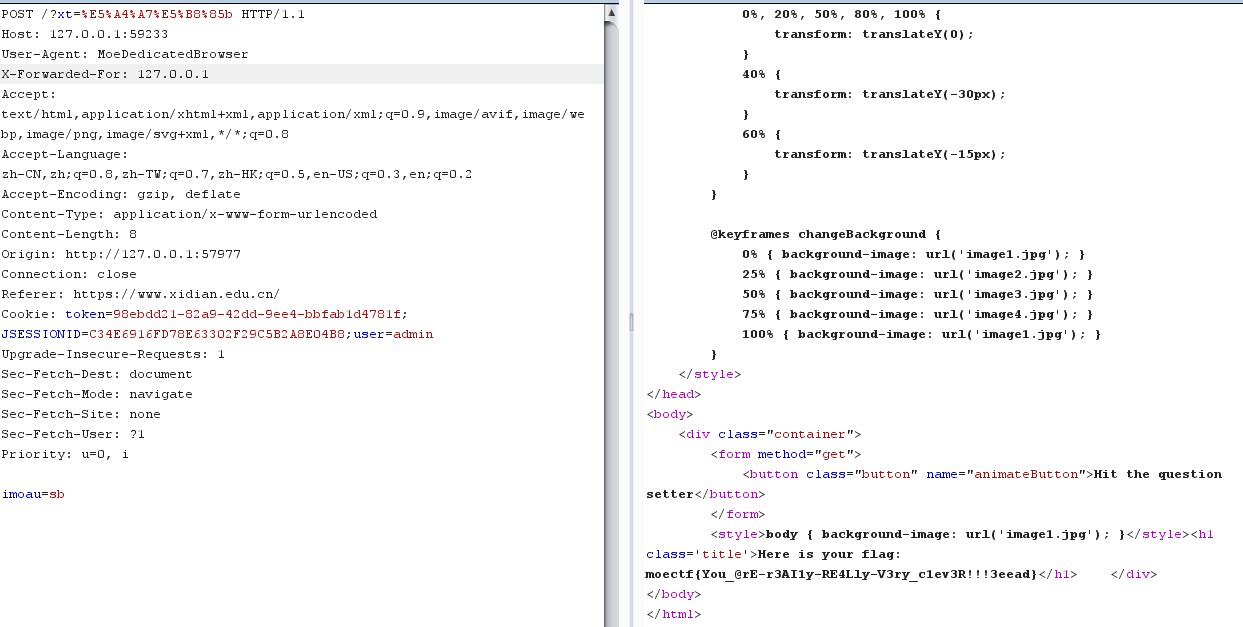 POST /?xt=%E5%A4%A7%E5%B8%85b HTTP/1.1
Host: 127.0.0.1:59233
User-Agent: MoeDedicatedBrowser
X-Forwarded-For: 127.0.0.1
Accept:
text/html,application/xhtml+xml,application/xml;q=0.9,image/avif,image/we
bp,image/png,image/svg+xml,*/*;q=0.8
Accept-Language:
zh-CN,zh;q=0.8,zh-TW;q=0.7,zh-HK;q=0.5,en-US;q=0.3,en;q=0.2
Accept-Encoding: gzip, deflate
Content-Type: application/x-www-form-urlencoded
Content-Length: 8
Origin: http://127.0.0.1:57977
Connection: close
Referer: https://www.xidian.edu.cn/
Cookie: token=98ebdd21-82a9-42dd-9ee4-bbfab1d4781f;
JSESSIONID=C34E6916FD78E63302F29C5B2A8E04B8;user=admin
Upgrade-Insecure-Requests: 1
Sec-Fetch-Dest: document
Sec-Fetch-Mode: navigate
Sec-Fetch-Site: none
Sec-Fetch-User: ?1
Priority: u=0, i
imoau=sb
0%, 20%, 50%, 80%, 100% {
transform: translateY(0);
}
40% {
transform: translateY(-30px);
}
60% {
transform: translateY(-15px);
}
}
@keyframes changeBackground {
0% { background-image: url('image1.jpg'); }
25% { background-image: url('image2.jpg'); }
50% { background-image: url('image3.jpg'); }
75% { background-image: url('image4.jpg'); }
100% { background-image: url('image1.jpg'); }
}
</style>
</head>
<body>
<div class="container">
<form method="get">
<button class="button" name="animateButton">Hit the question
setter</button>
</form>
<style>body { background-image: url('image1.jpg'); }</style><h1
class='title'>Here is your flag:
moectf{You_@rE-r3AI1y-RE4Lly-V3ry_c1ev3R!!!3eead}</h1> </div>
</body>
</html>